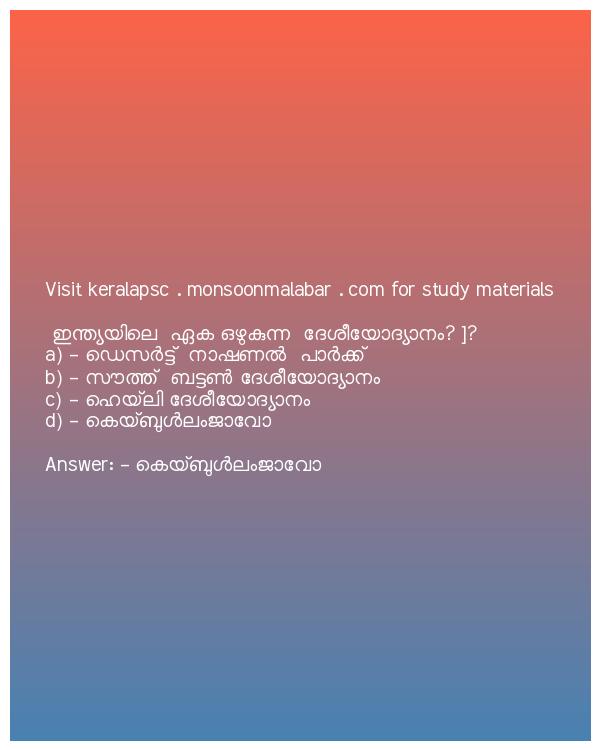 Visit keralapsc . monsoonmalabar . com for study materials
ഇന്ത്യയിലെ ഏക ഒഴുകുന്ന ദേശീയോദ്യാനം? ]?
a) – ഡെസർട്ട് നാഷണൽ പാർക്ക്
b) – സൗത്ത് ബട്ടൺ ദേശീയോദ്യാനം
c) – ഹെയ്ലി ദേശീയോദ്യാനം
d) – കെയ്ബുൾലംജാവോ
Answer: – കെയ്ബുൾലംജാവോ